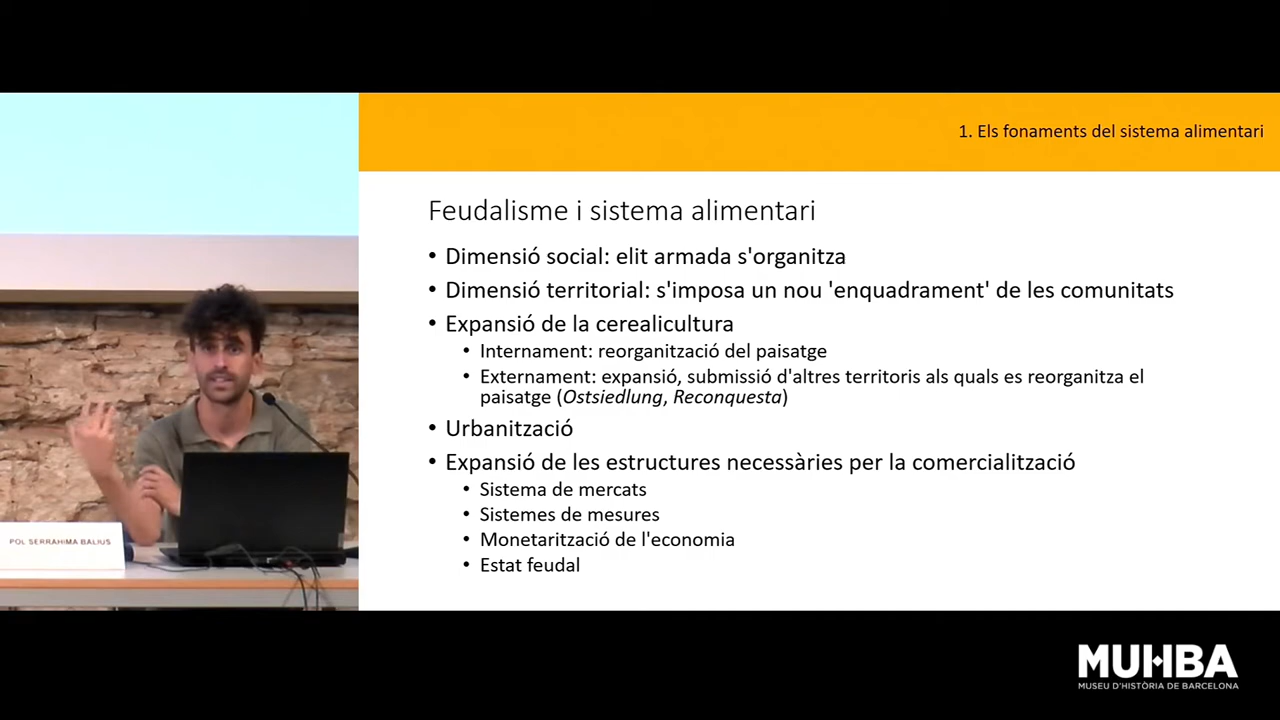 1. Els fonaments del sistema alimentari
Feudalisme i sistema alimentari
• Dimensió social: elit armada s'organitza
• Dimensió territorial: s'imposa un nou 'enquadrament' de les comunitats
• Expansió de la cerealicultura
• Internament: reorganització del paisatge
• Externament: expansió, submissió d'altres territoris als quals es reorganitza el
paisatge (Ostsiedlung, Reconquesta)
• Urbanització
• Expansió de les estructures necessàries per la comercialització
• Sistema de mercats
• Sistemes de mesures
• Monetarització de l'economia
• Estat feudal
POL SERRAHIMA BALIUS
MUHBA
MUSEU D'HISTÒRIA DE BARCELONA